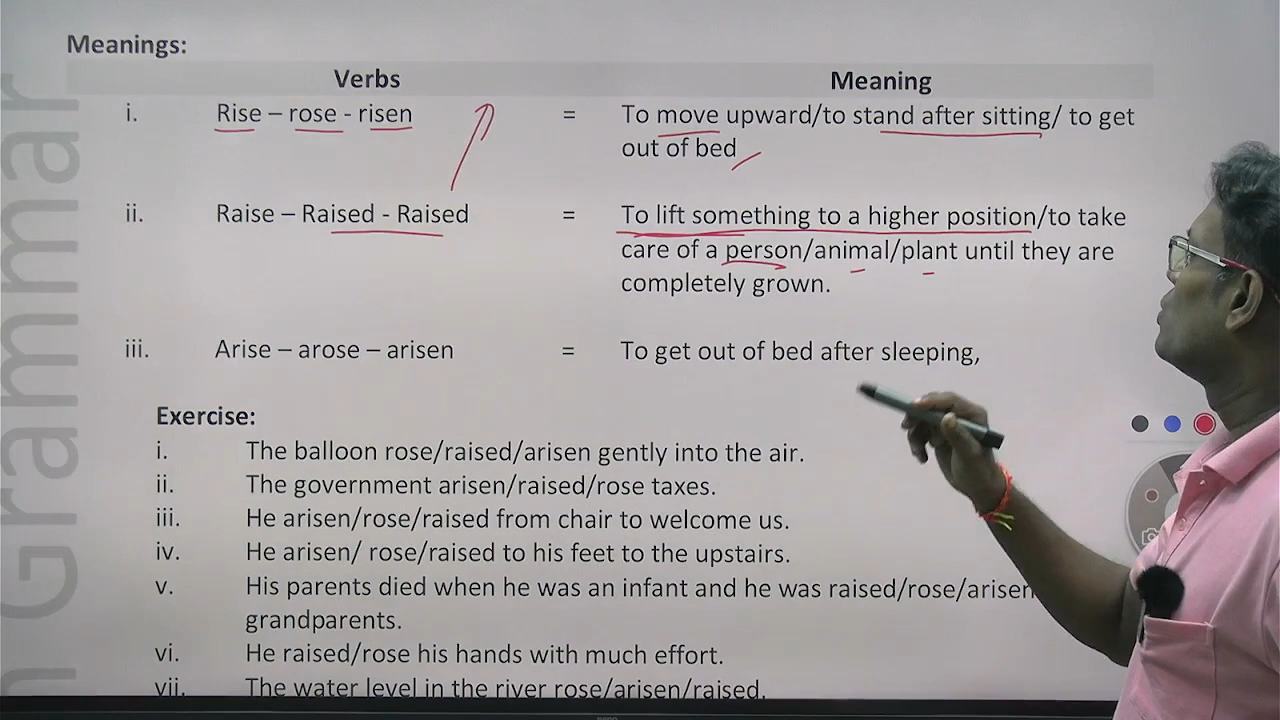 Meanings:
Verbs Meaning
i. Rise – rose - risen = To move upward/to stand after sitting/ to get
out of bed
ii. Raise – Raised - Raised = To lift something to a higher position/to take
care of a person/animal/plant until they are
completely grown.
iii. Arise – arose – arisen = To get out of bed after sleeping,
Exercise:
i. The balloon rose/raised/arisen gently into the air.
ii. The government arisen/raised/rose taxes.
iii. He arisen/rose/raised from chair to welcome us.
iv. He arisen/ rose/raised to his feet to the upstairs.
v. His parents died when he was an infant and he was raised/rose/arisen
grandparents.
vi. He raised/rose his hands with much effort.
vii. The water level in the river rose/arisen/raised.
Grammar